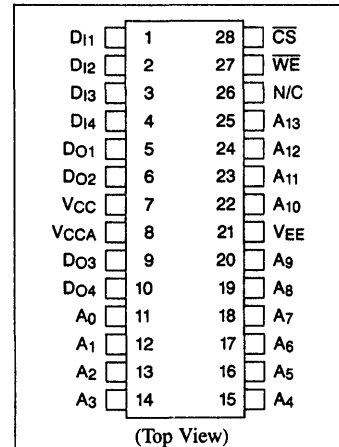 DI1 1 28 CS
DI2 2 27 WE
DI3 3 26 N/C
DI4 4 25 A13
DO1 5 24 A12
DO2 6 23 A11
VCC 7 22 A10
VCCA 8 21 VEE
DO3 9 20 A9
DO4 10 19 A8
A0 11 18 A7
A1 12 17 A6
A2 13 16 A5
A3 14 15 A4
(Top View)